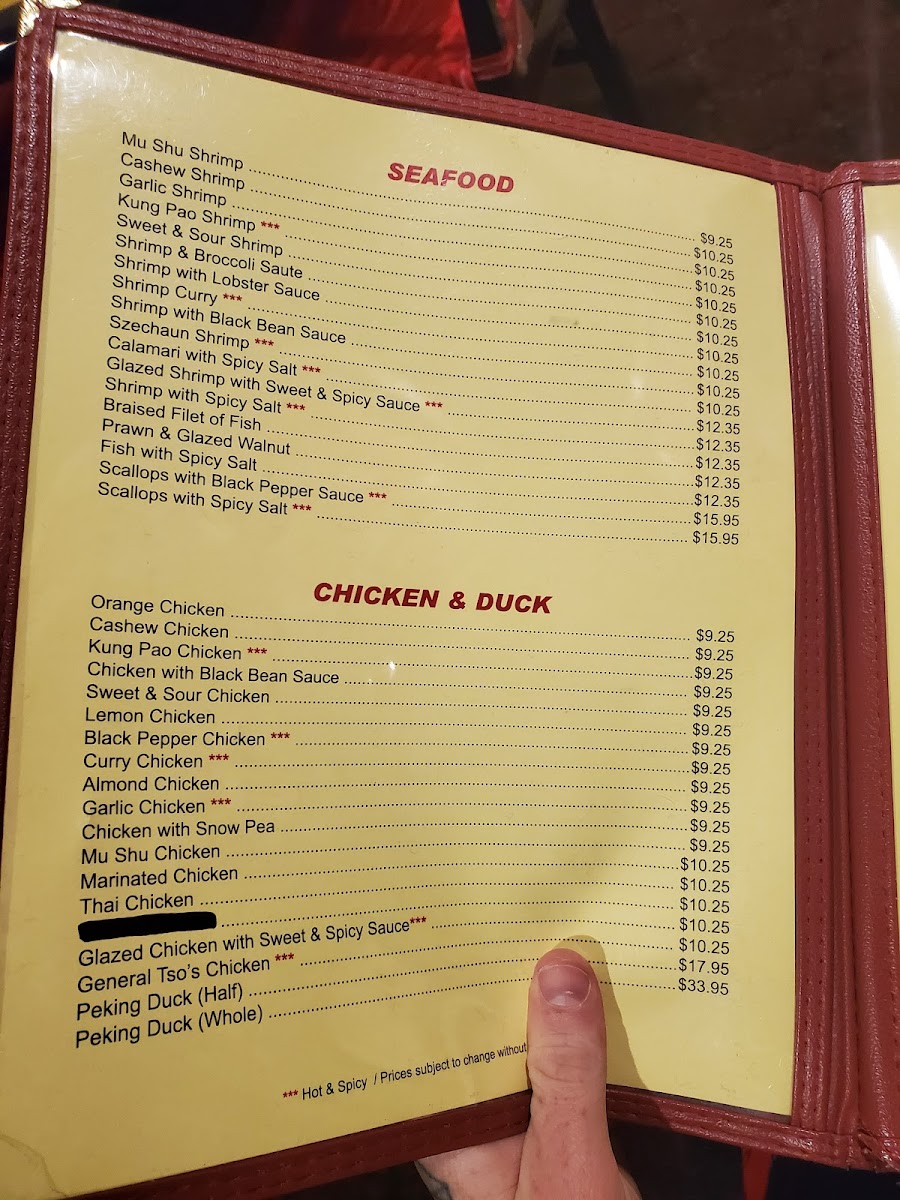 SEAFOOD
Mu Shu Shrimp $9.25
Cashew Shrimp $10.25
Garlic Shrimp $10.25
Kung Pao Shrimp *** $10.25
Sweet & Sour Shrimp $10.25
Shrimp & Broccoli Saute $10.25
Shrimp with Lobster Sauce $10.25
Shrimp Curry *** $10.25
Shrimp with Black Bean Sauce $10.25
Szechaun Shrimp *** $10.25
Calamari with Spicy Salt *** $10.25
Glazed Shrimp with Sweet & Spicy Sauce *** $12.35
Shrimp with Spicy Salt *** $12.35
Braised Filet of Fish $12.35
Prawn & Glazed Walnut $12.35
Fish with Spicy Salt $12.35
Scallops with Black Pepper Sauce *** $15.95
Scallops with Spicy Salt *** $15.95
CHICKEN & DUCK
Orange Chicken $9.25
Cashew Chicken $9.25
Kung Pao Chicken *** $9.25
Chicken with Black Bean Sauce $9.25
Sweet & Sour Chicken $9.25
Lemon Chicken $9.25
Black Pepper Chicken *** $9.25
Curry Chicken *** $9.25
Almond Chicken $9.25
Garlic Chicken *** $9.25
Chicken with Snow Pea $9.25
Mu Shu Chicken $9.25
Marinated Chicken $10.25
Thai Chicken $10.25
$10.25
Glazed Chicken with Sweet & Spicy Sauce*** $10.25
General Tso's Chicken *** $10.25
Peking Duck (Half) $17.95
Peking Duck (Whole) $33.95
*** Hot & Spicy / Prices subject to change without